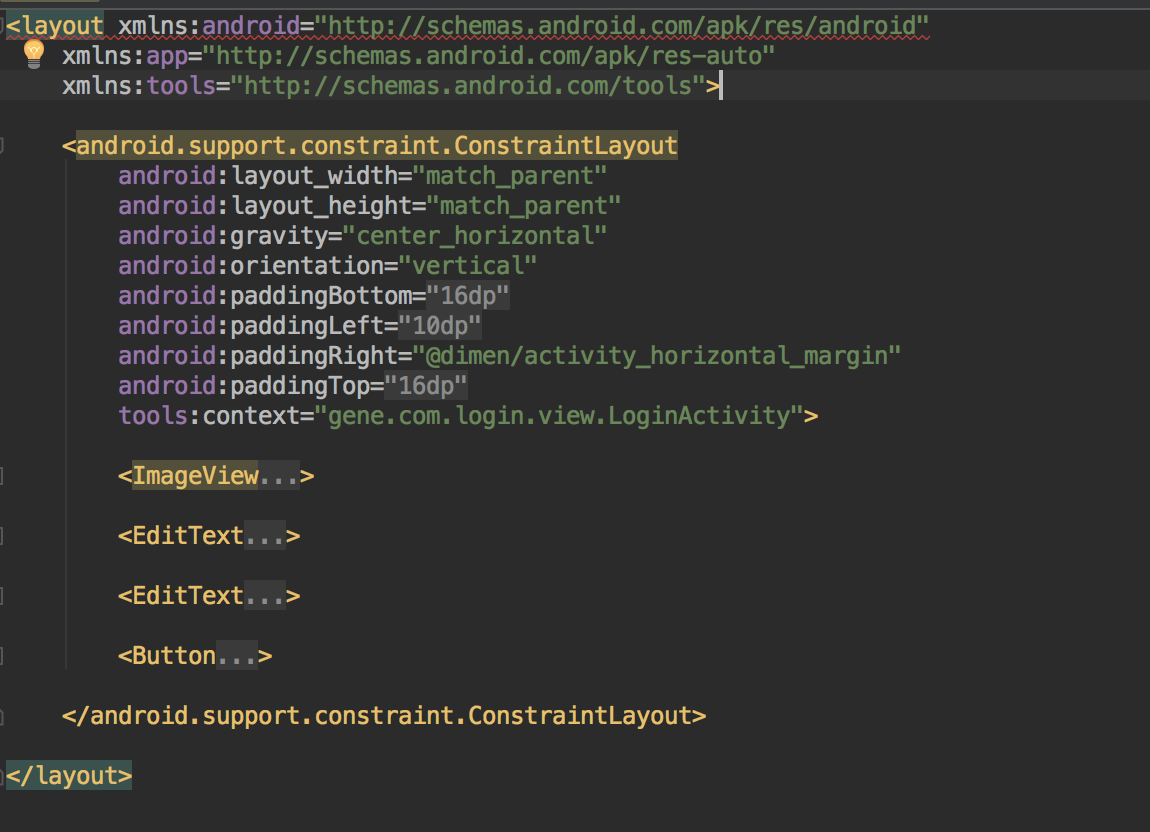 <layout xmlns:android="http://schemas.android.com/apk/res/android"
xmlns:app="http://schemas.android.com/apk/res-auto"
xmlns:tools="http://schemas.android.com/tools">
<android.support.constraint.ConstraintLayout
android:layout_width="match_parent"
android:layout_height="match_parent"
android:gravity="center_horizontal"
android:orientation="vertical"
android:paddingBottom="16dp"
android:paddingLeft="10dp"
android:paddingRight="@dimen/activity_horizontal_margin"
android:paddingTop="16dp"
tools:context="gene.com.login.view.LoginActivity">
<ImageView...>
<EditText...>
<EditText...>
<Button...>
</android.support.constraint.ConstraintLayout>
</layout>